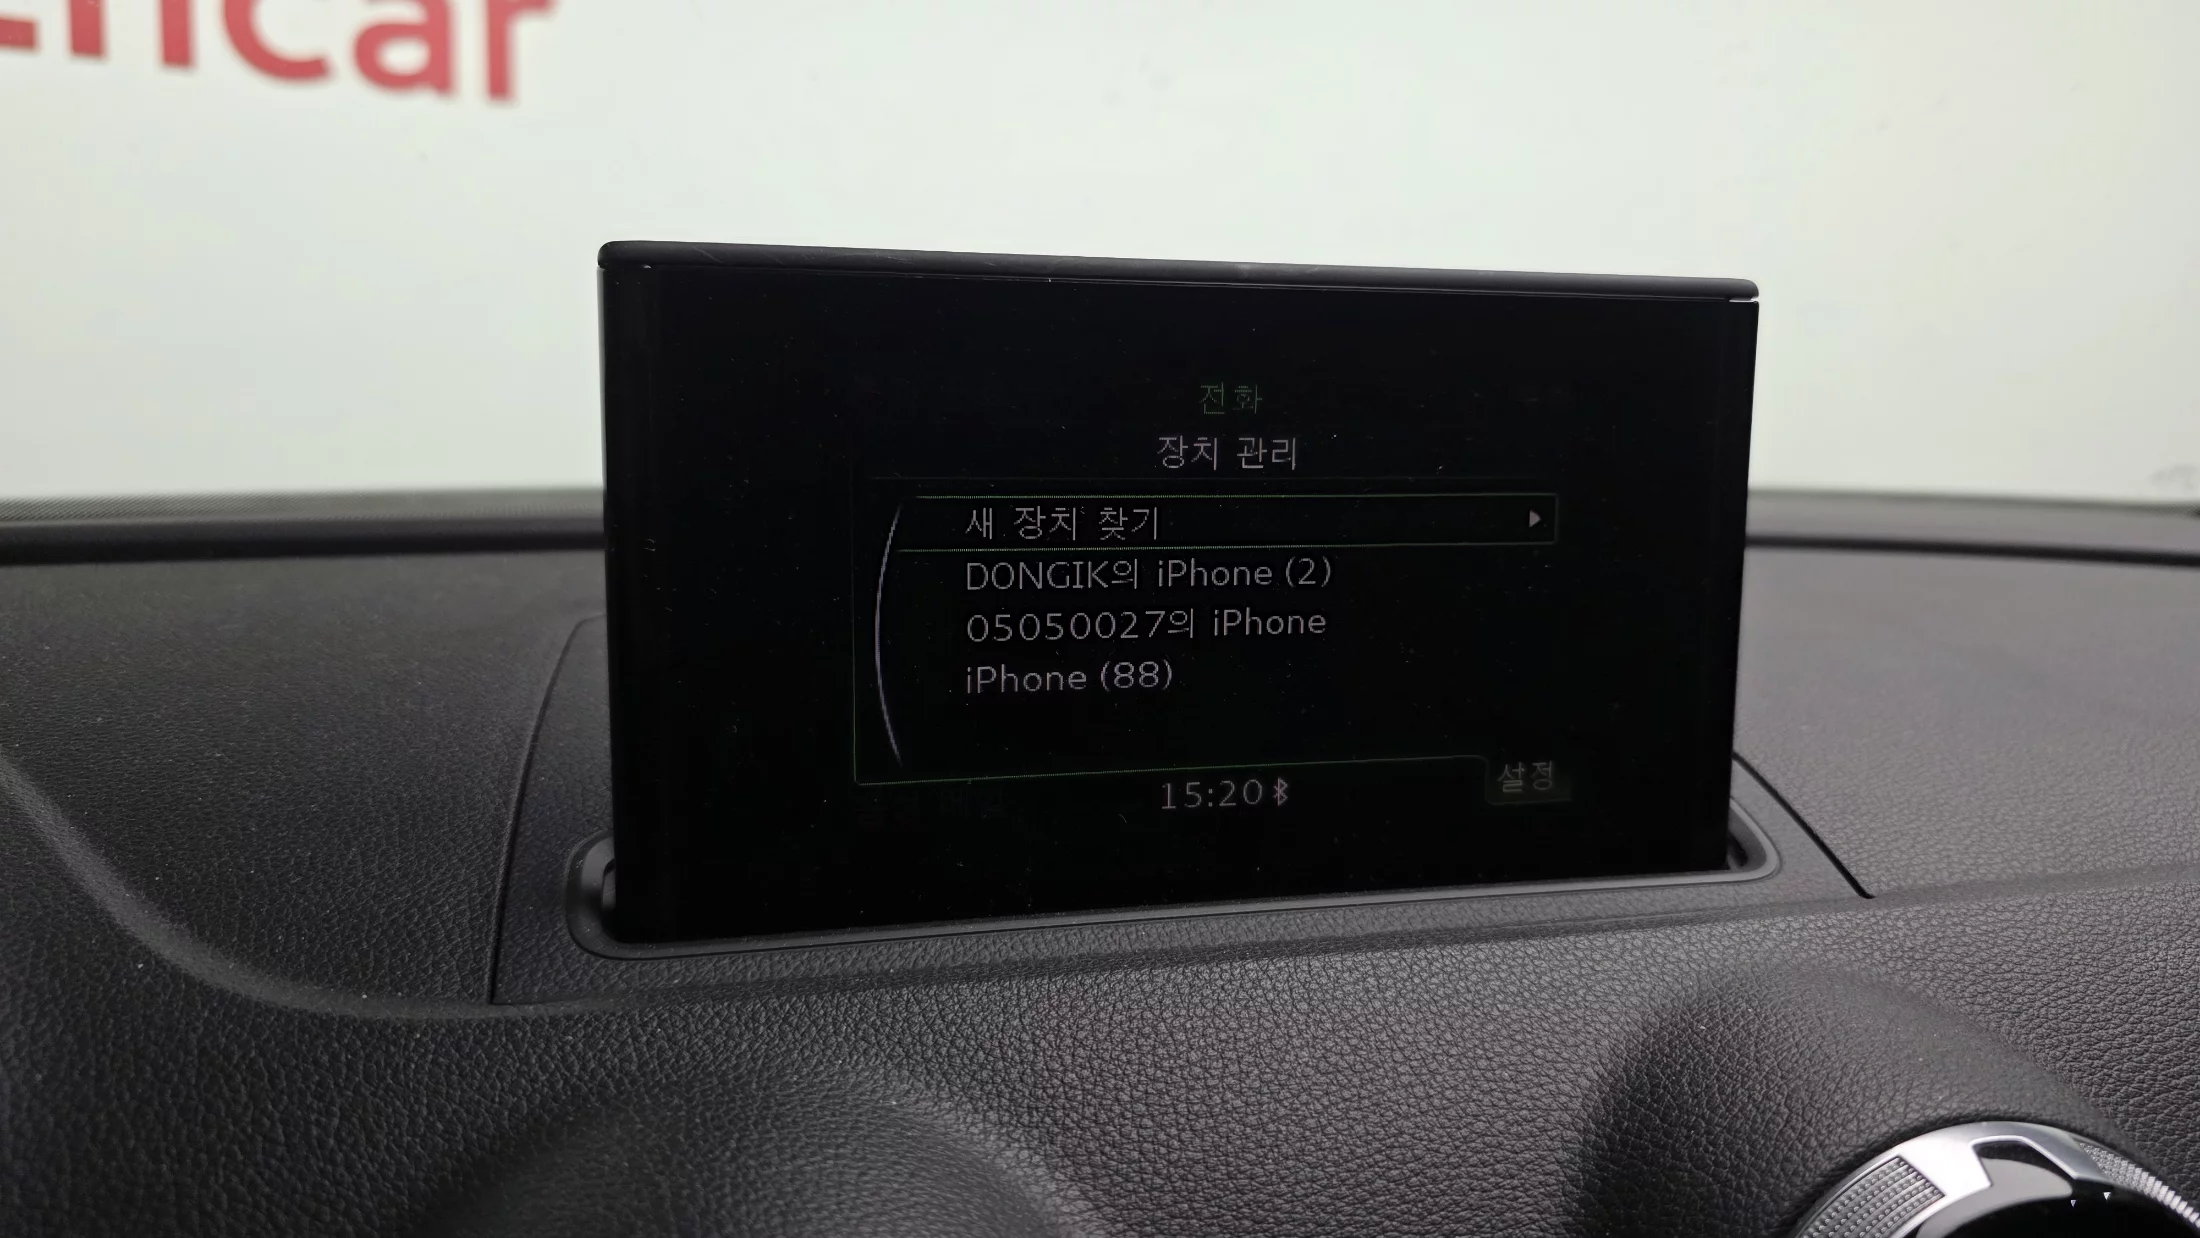 encar
전화
장치 관리
새 장치 찾기
DONGIK의 iPhone (2)
05050027의 iPhone
iPhone (88)
설정
15:20